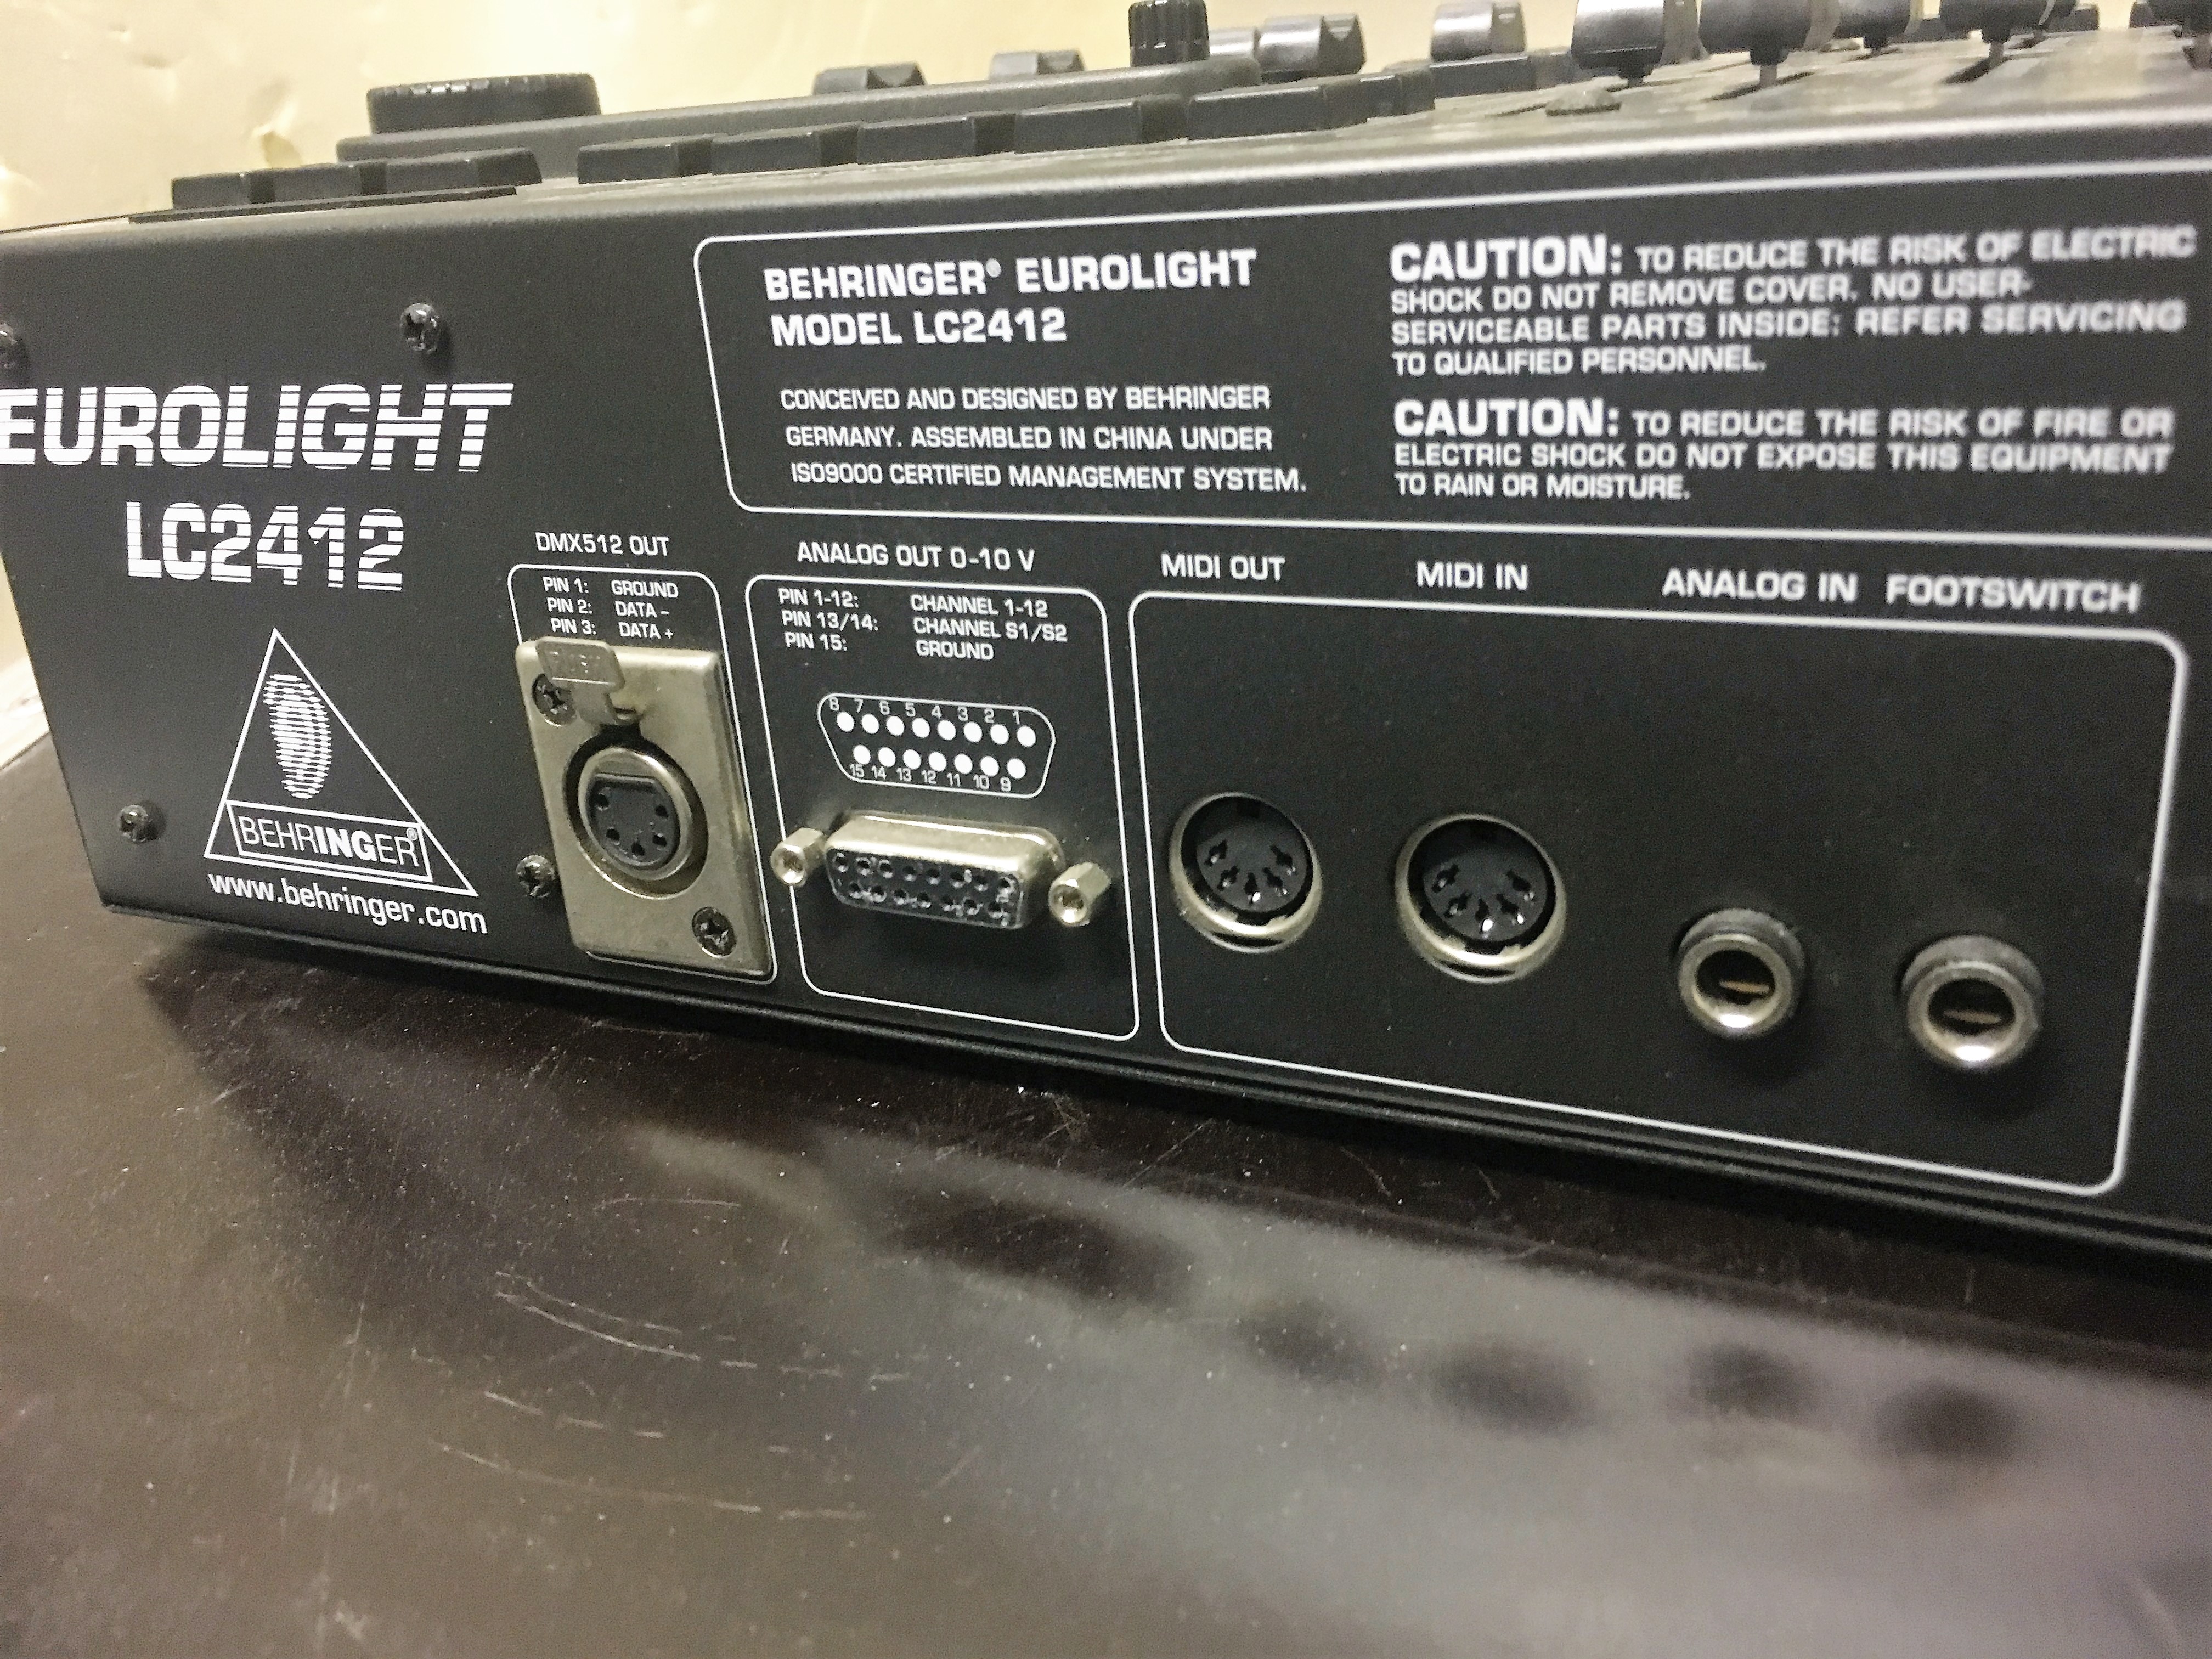 BEHRINGER® EUROLIGHT
MODEL LC2412
CONCEIVED AND DESIGNED BY BEHRINGER
GERMANY. ASSEMBLED IN CHINA UNDER
ISO9000 CERTIFIED MANAGEMENT SYSTEM.
CAUTION: TO REDUCE THE RISK OF ELECTRIC
SHOCK DO NOT REMOVE COVER. NO USER-
SERVICEABLE PARTS INSIDE: REFER SERVICING
TO QUALIFIED PERSONNEL.
CAUTION: TO REDUCE THE RISK OF FIRE OR
ELECTRIC SHOCK DO NOT EXPOSE THIS EQUIPMENT
TO RAIN OR MOISTURE.
EUROLIGHT
LC2412
BEHRINGER®
www.behringer.com
DMX512 OUT
PIN 1: GROUND
PIN 2: DATA -
PIN 3: DATA +
PUSH
ANALOG OUT 0-10 V
PIN 1-12: CHANNEL 1-12
PIN 13/14: CHANNEL S1/S2
PIN 15: GROUND
8 7 6 5 4 3 2 1
15 14 13 12 11 10 9
MIDI OUT
MIDI IN
ANALOG IN
FOOTSWITCH